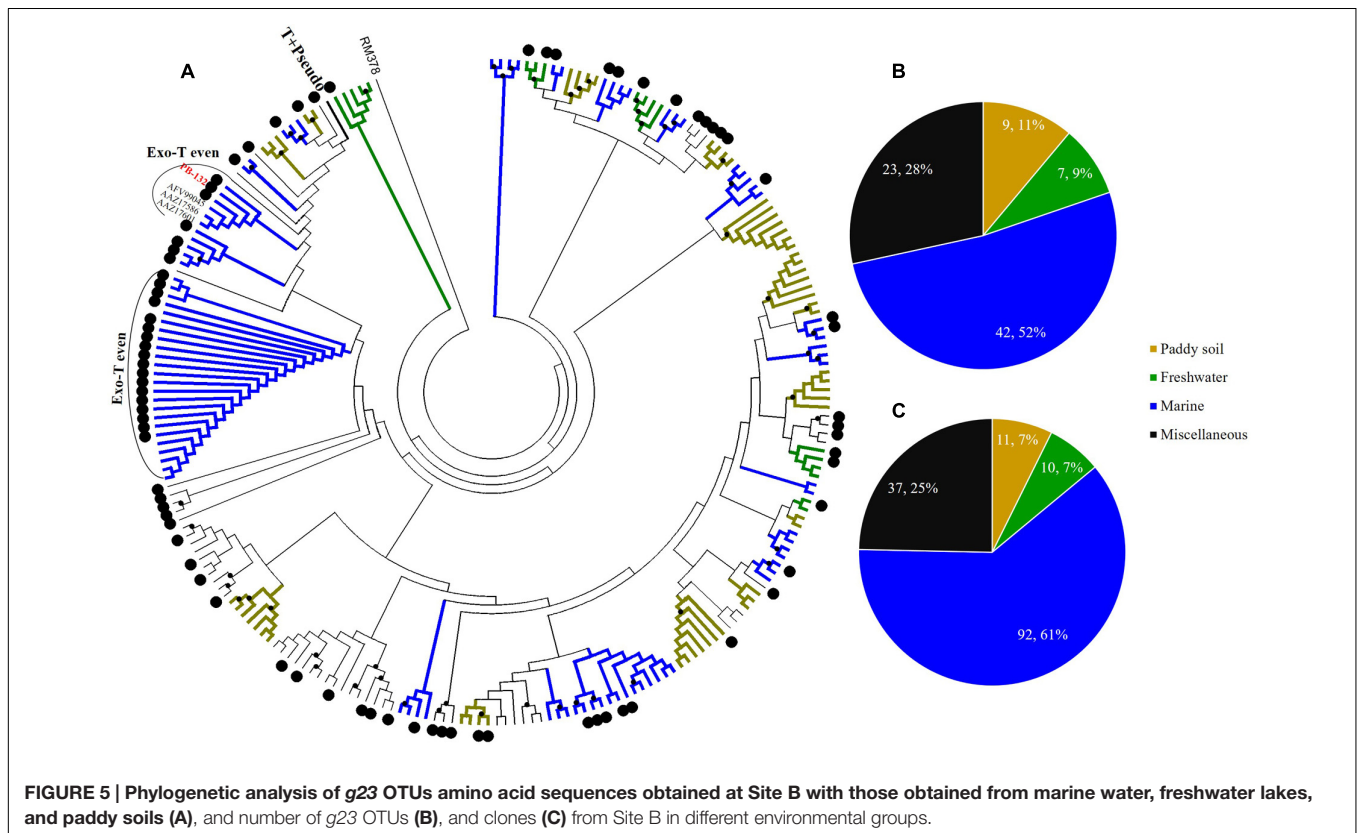 A
T+Pseudo
RM378
Exo-T even
PB-132
AFV99045
AAZ17586
AAZ17601
Exo-T even
B
9, 11%
7, 9%
23, 28%
42, 52%
Paddy soil
Freshwater
Marine
Miscellaneous
C
11, 7%
10, 7%
37, 25%
92, 61%
FIGURE 5 | Phylogenetic analysis of g23 OTUs amino acid sequences obtained at Site B with those obtained from marine water, freshwater lakes,
and paddy soils (A), and number of g23 OTUs (B), and clones (C) from Site B in different environmental groups.